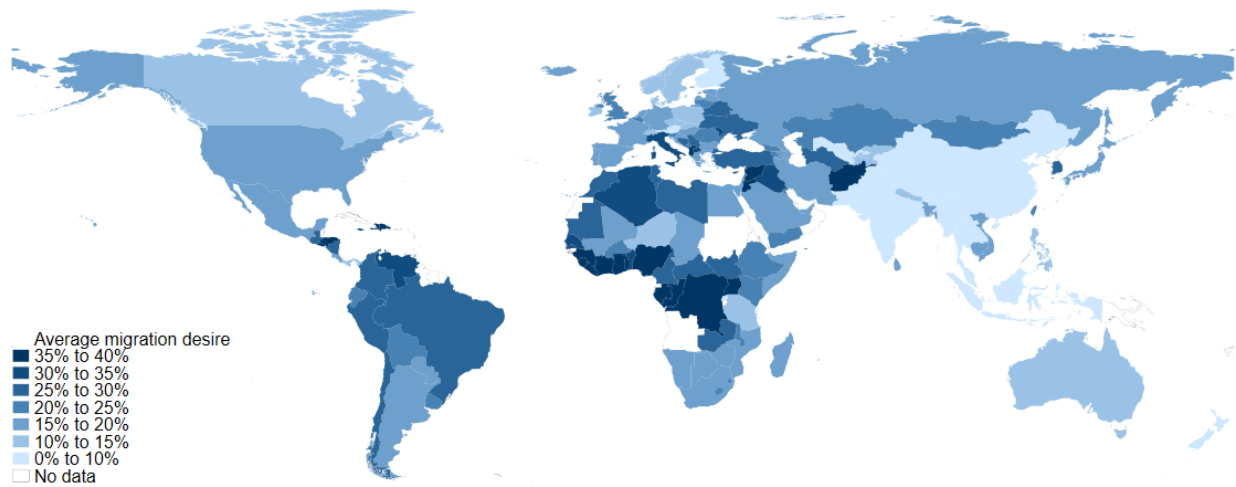 Average migration desire
35% to 40%
30% to 35%
25% to 30%
20% to 25%
15% to 20%
10% to 15%
0% to 10%
No data